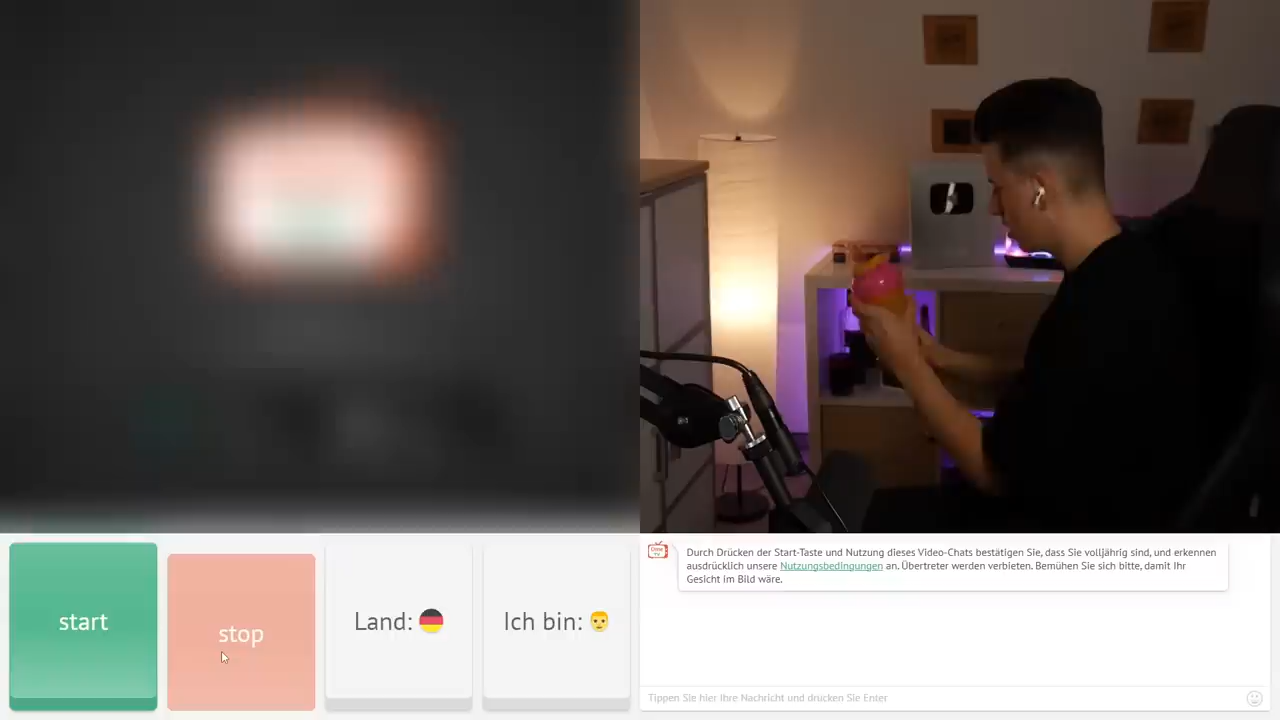 Durch Drücken der Start-Taste und Nutzung dieses Video-Chats bestätigen Sie, dass Sie volljährig sind, und erkennen
ausdrücklich unsere Nutzungsbedingungen an. Übertreter werden verbieten. Bemühen Sie sich bitte, damit Ihr
Gesicht im Bild wäre.
start
stop
Land:
Ich bin:
Tippen Sie hier Ihre Nachricht und drücken Sie Enter